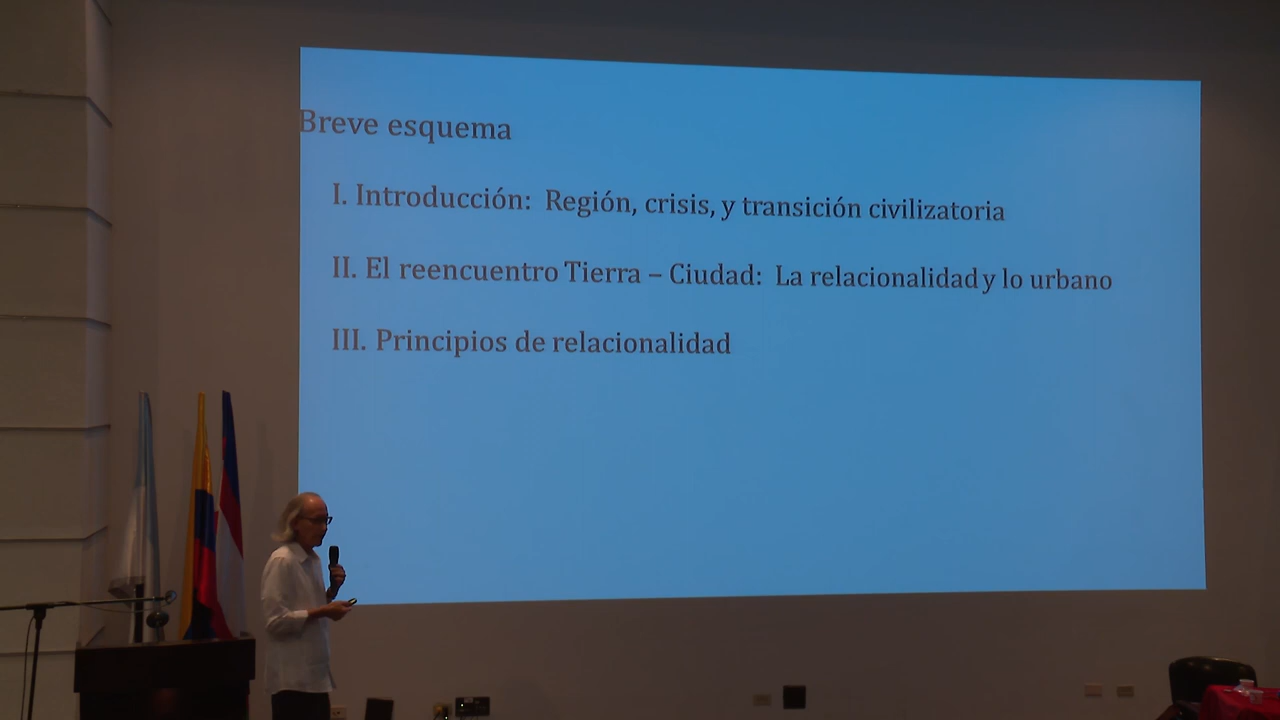 Breve esquema
I. Introducción: Región, crisis, y transición civilizatoria
II. El reencuentro Tierra – Ciudad: La relacionalidad y lo urbano
III. Principios de relacionalidad